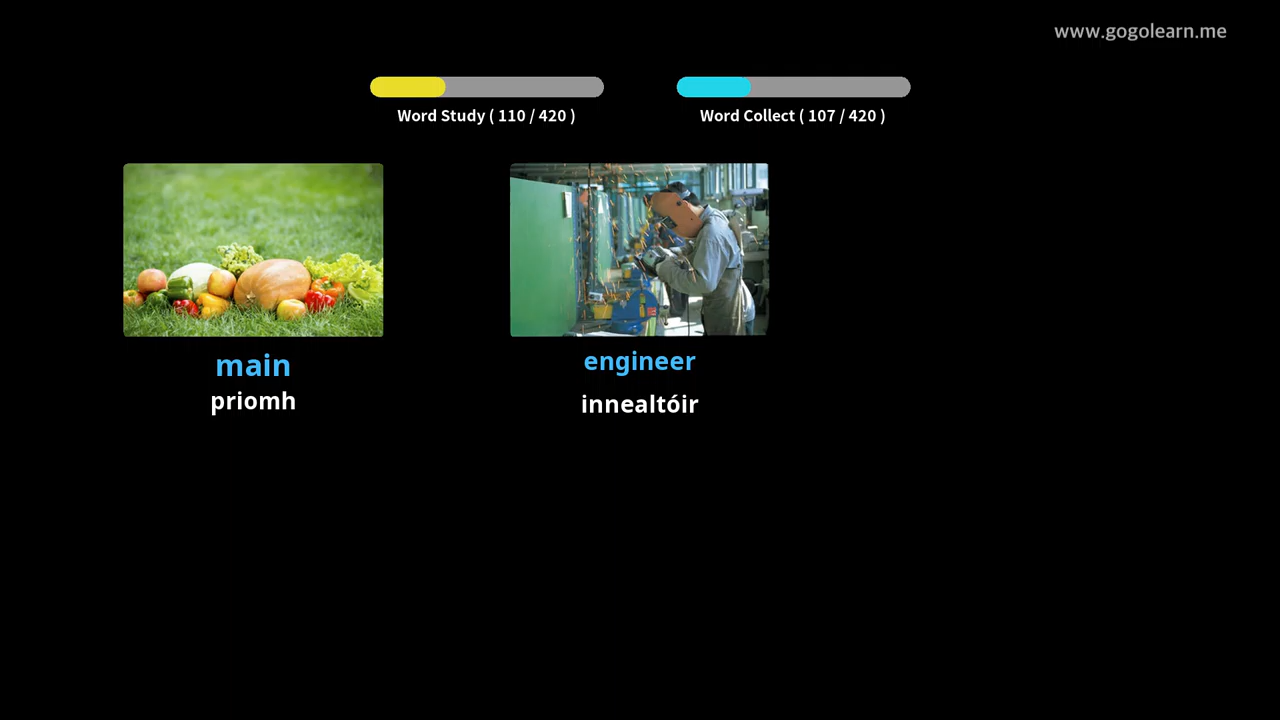 www.gogolearn.me
Word Study ( 110 / 420 )
Word Collect ( 107 / 420 )
main
priomh
engineer
innealtóir